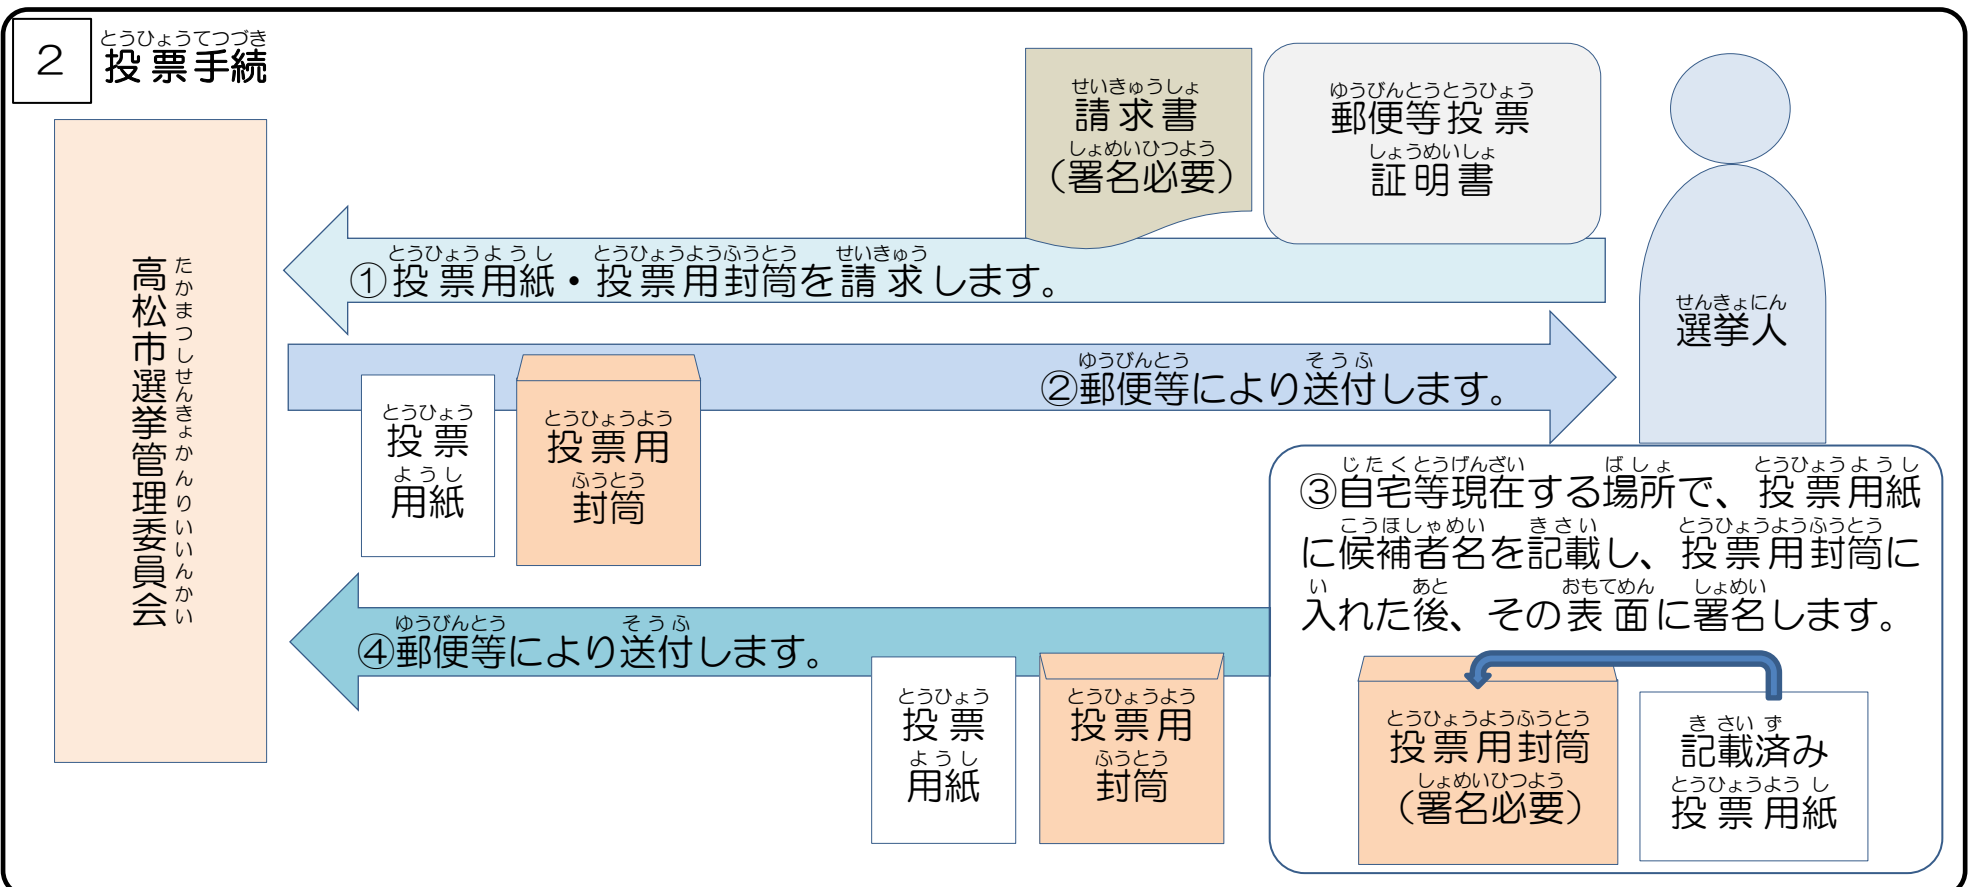 2
とうひょうてつづき
投票手続
せいきゅうしょ
請求書
しょめいひつよう
（署名必要）
ゆうびんとうとうひょう
郵便等投票
しょうめいしょ
証明書
たかまつしせんきょかんりいいんかい
高松市選挙管理委員会
せんきょにん
選挙人
とうひょうようし とうひょうようふうとう せいきゅう
①投票用紙・投票用封筒を請求します。
ゆうびんとう そうふ
②郵便等により送付します。
とうひょう
投票
ようし
用紙
とうひょうよう
投票用
ふうとう
封筒
じたくとうげんざい ばしょ とうひょうようし
③自宅等現在する場所で、投票用紙
こうほしゃめい きさい とうひょうようふうとう
に候補者名を記載し、投票用封筒に
い あと おもてめん しょめい
入れた後、その表面に署名します。
とうひょうようふうとう
投票用封筒
しょめいひつよう
（署名必要）
きさいず
記載済み
とうひょうようし
投票用紙
ゆうびんとう そうふ
④郵便等により送付します。
とうひょう
投票
ようし
用紙
とうひょうよう
投票用
ふうとう
封筒